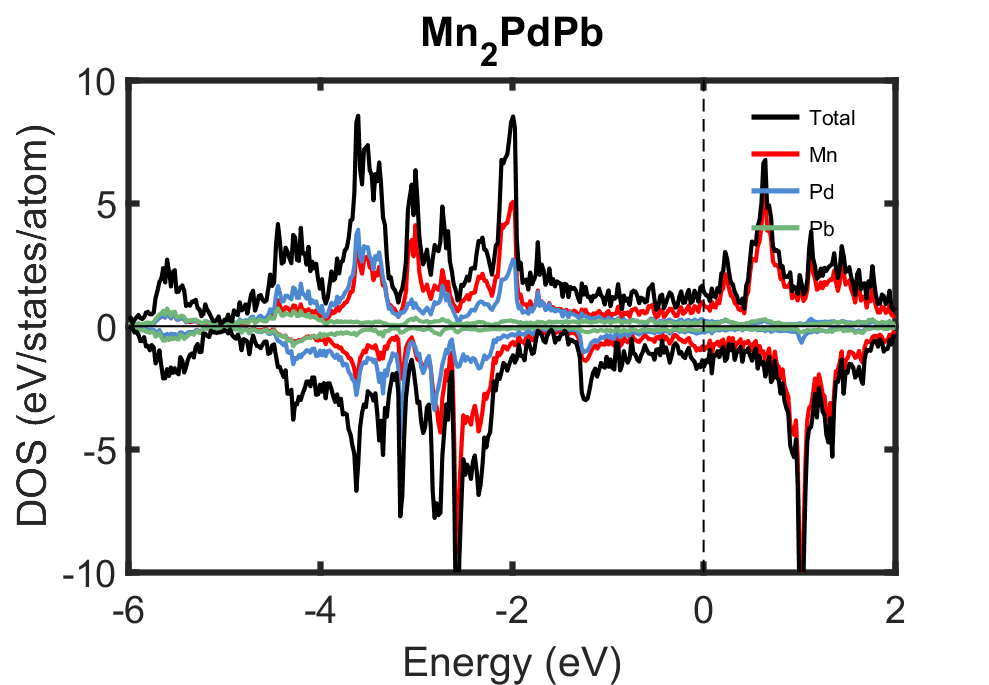 Mn2PdPb
10
5
0
-5
-10
DOS (eV/states/atom)
Total
Mn
Pd
Pb
-6 -4 -2 0 2
Energy (eV)